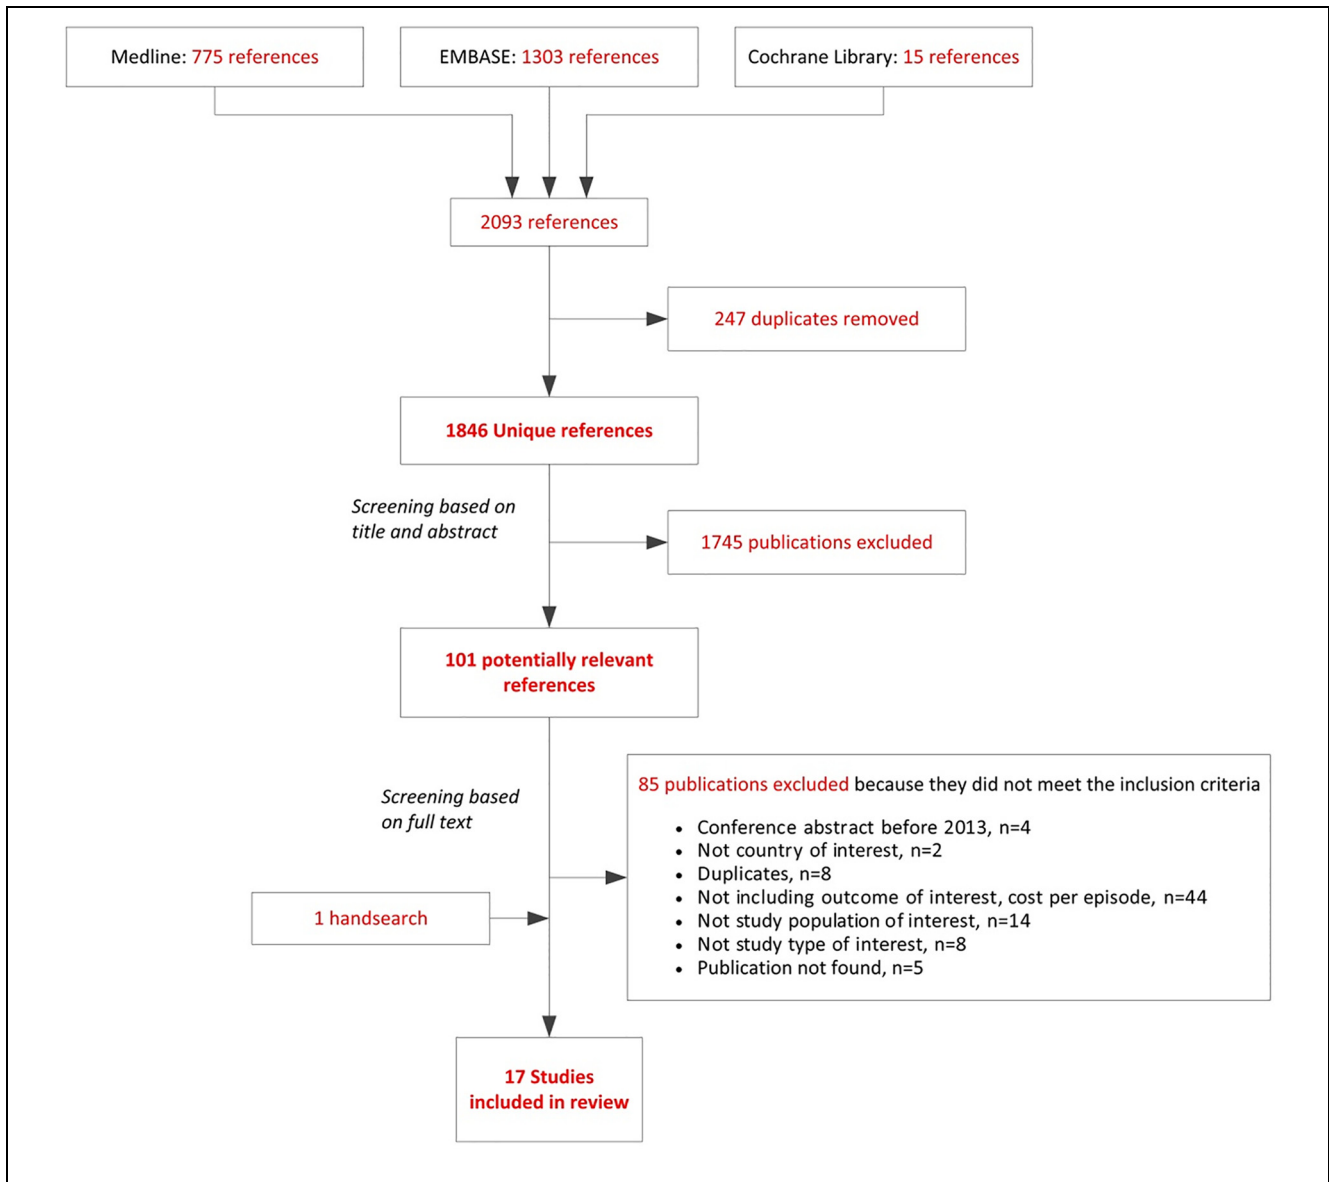 Medline: 775 references
EMBASE: 1303 references
Cochrane Library: 15 references
2093 references
247 duplicates removed
1846 Unique references
Screening based on
title and abstract
1745 publications excluded
101 potentially relevant
references
Screening based
on full text
85 publications excluded because they did not meet the inclusion criteria
• Conference abstract before 2013, n=4
• Not country of interest, n=2
• Duplicates, n=8
• Not including outcome of interest, cost per episode, n=44
• Not study population of interest, n=14
• Not study type of interest, n=8
• Publication not found, n=5
1 handsearch
17 Studies
included in review